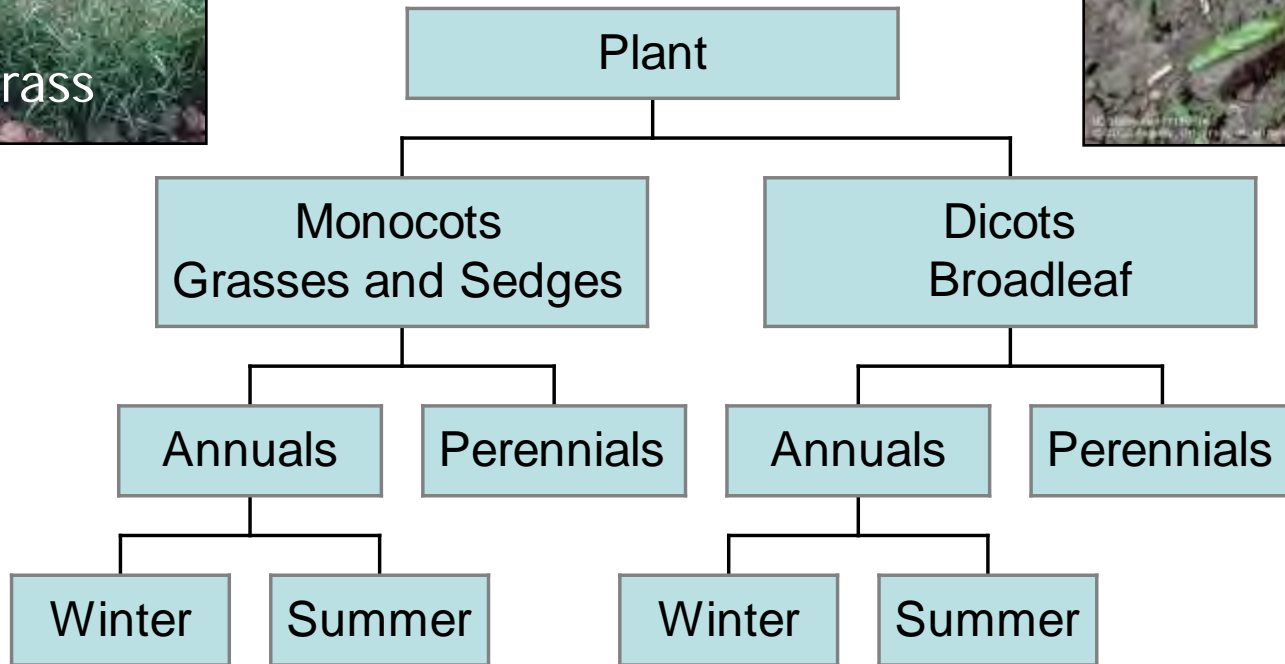 Plant
rass
Monocots
Grasses and Sedges
Dicots
Broadleaf
Annuals
Perennials
Annuals
Perennials
Winter
Summer
Winter
Summer